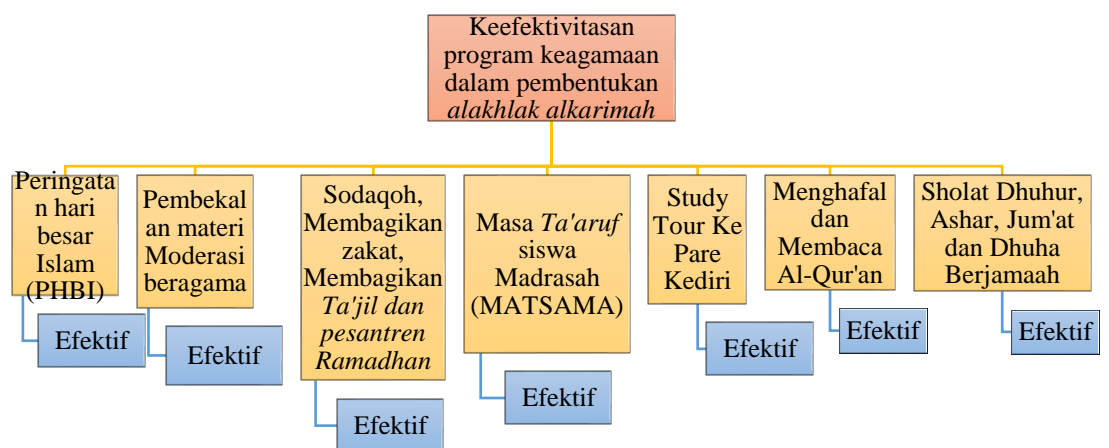 Keefektivitasan
program keagamaan
dalam pembentukan
alakhlak alkarimah
Peringata
n hari
besar
Islam
(PHBI)
Efektif
Pembekal
an materi
Moderasi
beragama
Efektif
Sodaqoh,
Membagikan
zakat,
Membagikan
Ta'jil dan
pesantren
Ramadhan
Efektif
Masa Ta'aruf
siswa
Madrasah
(MATSAMA)
Efektif
Study
Tour Ke
Pare
Kediri
Efektif
Menghafal
dan
Membaca
Al-Qur'an
Efektif
Sholat Dhuhur,
Ashar, Jum'at
dan Dhuha
Berjamaah
Efektif